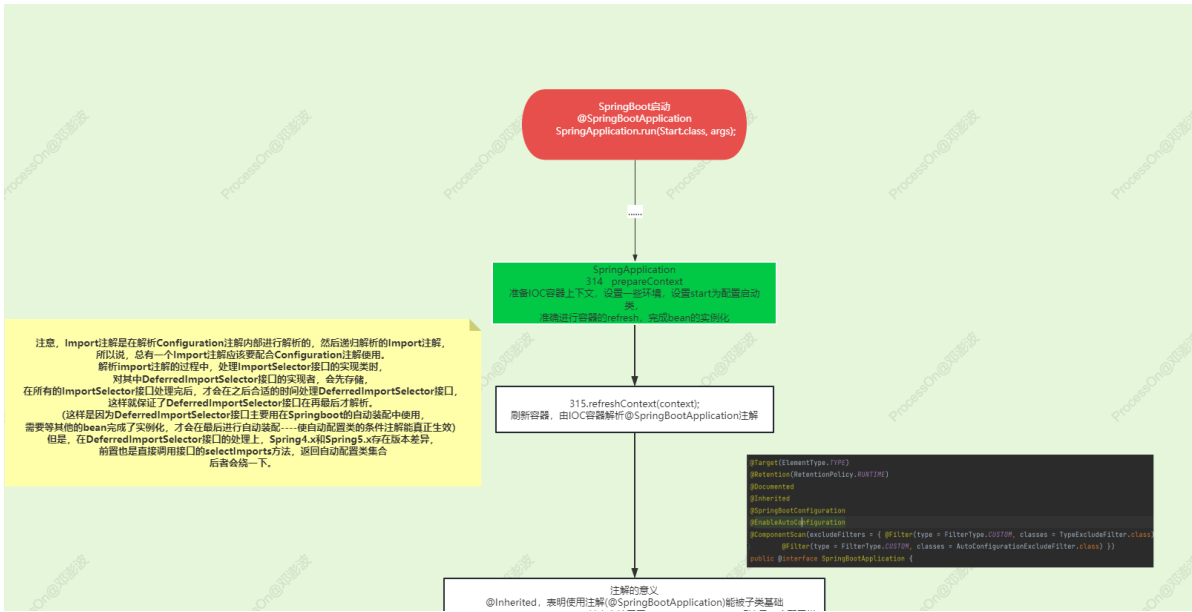 SpringBoot启动
@SpringBootApplication
SpringApplication.run(Start.class, args);
......
SpringApplication
314 prepareContext
准备IOC容器上下文，设置一些环境，设置start为配置启动
类，
准确进行容器的refresh，完成bean的实例化
注意，Import注解是在解析Configuration注解内部进行解析的，然后递归解析的Import注解，
所以说，总有一个Import注解应该要配合Configuration注解使用。
解析import注解的过程中，处理ImportSelector接口的实现类时，
对其中DeferredImportSelector接口的实现者，会先存储，
在所有的ImportSelector接口处理完后，才会在之后合适的时间处理DeferredImportSelector接口，
这样就保证了DeferredImportSelector接口在再最后才解析。
(这样是因为DeferredImportSelector接口主要用在Springboot的自动装配中使用，
需要等其他的bean完成了实例化，才会在最后进行自动装配----使自动配置类的条件注解能真正生效)
但是，在DeferredImportSelector接口的处理上，Spring4.x和Spring5.x存在版本差异，
前置也是直接调用接口的selectImports方法，返回自动配置类集合
后者会绕一下。
315.refreshContext(context);
刷新容器，由IOC容器解析@SpringBootApplication注解
@Target(ElementType.TYPE)
@Retention(RetentionPolicy.RUNTIME)
@Documented
@Inherited
@SpringBootConfiguration
@EnableAutoConfiguration
@ComponentScan(excludeFilters = { @Filter(type = FilterType.CUSTOM, classes = TypeExcludeFilter.class)
@Filter(type = FilterType.CUSTOM, classes = AutoConfigurationExcludeFilter.class) })
public @interface SpringBootApplication {
注解的意义
@Inherited，表明使用注解(@SpringBootApplication)能被子类基础